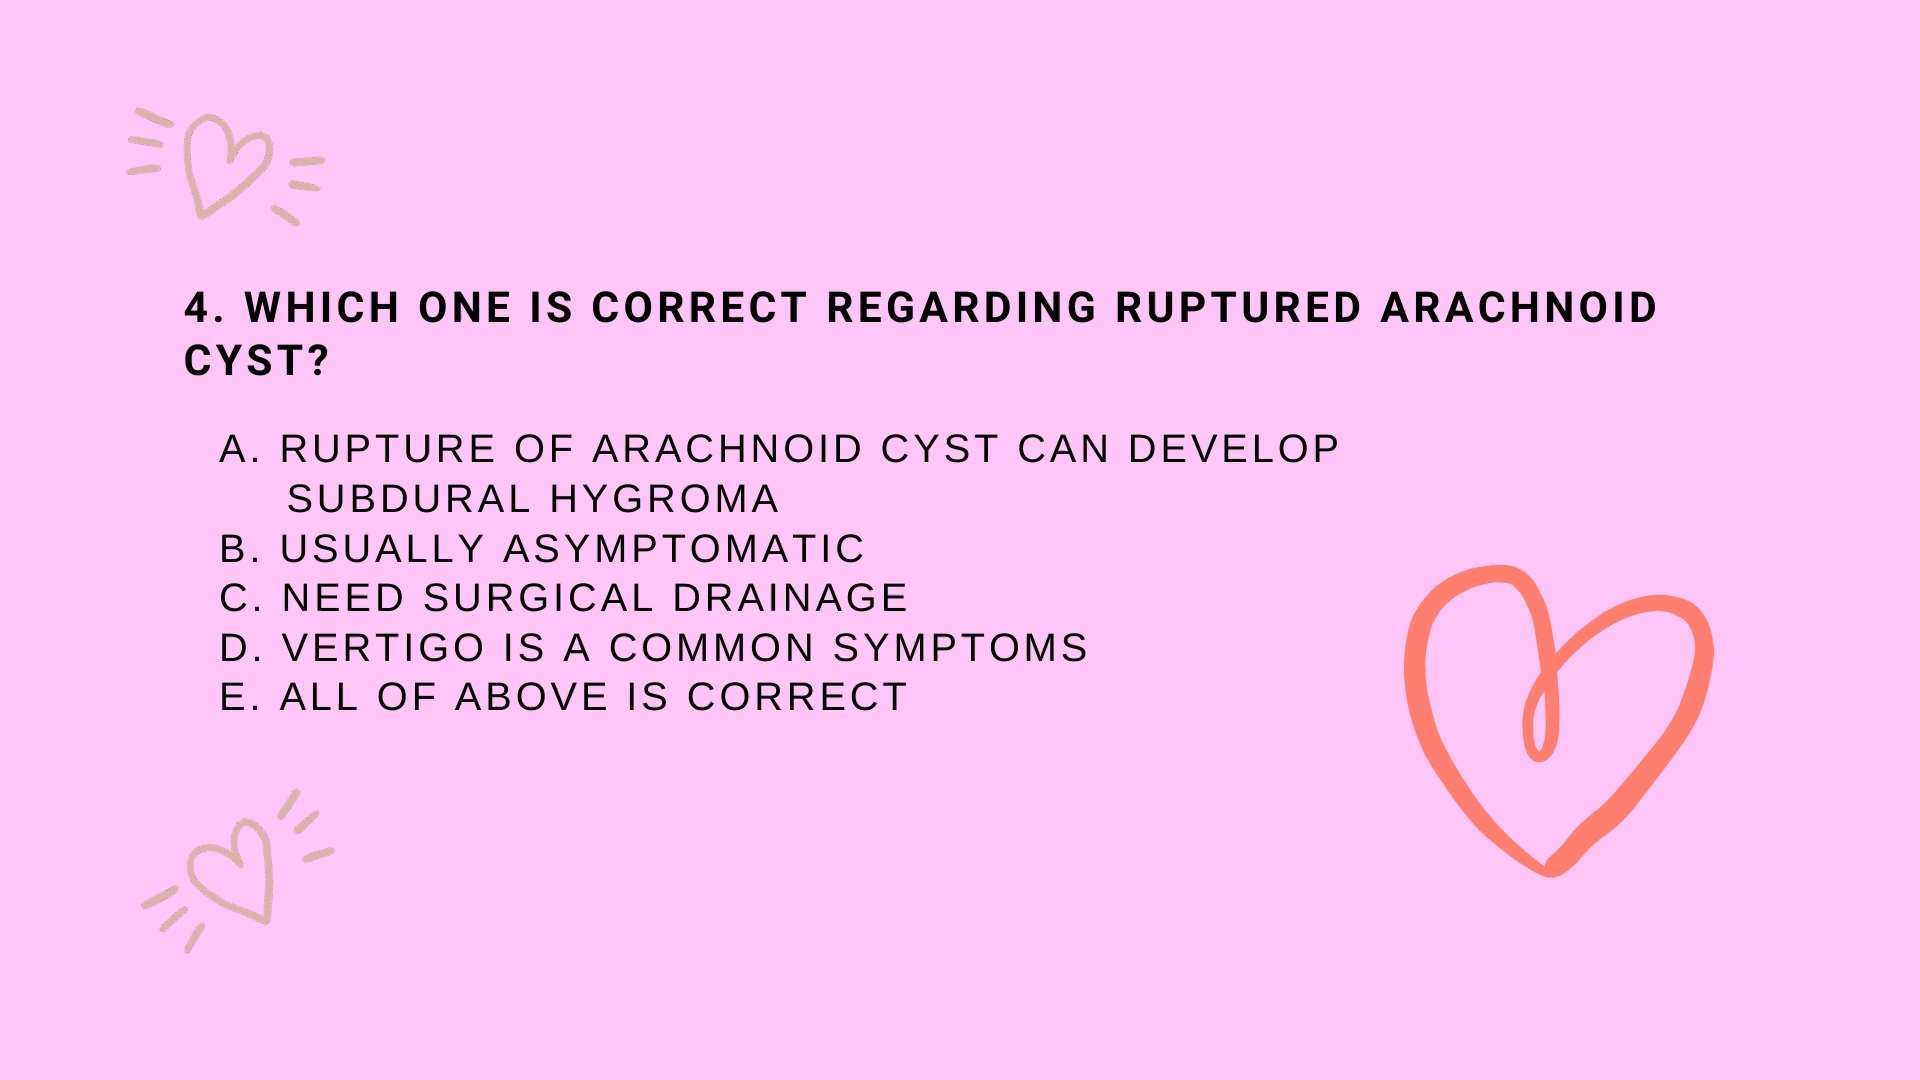 4. WHICH ONE IS CORRECT REGARDING RUPTURED ARACHNOID
CYST?
A. RUPTURE OF ARACHNOID CYST CAN DEVELOP
SUBDURAL HYGROMA
B. USUALLY ASYMPTOMATIC
C. NEED SURGICAL DRAINAGE
D. VERTIGO IS A COMMON SYMPTOMS
E. ALL OF ABOVE IS CORRECT